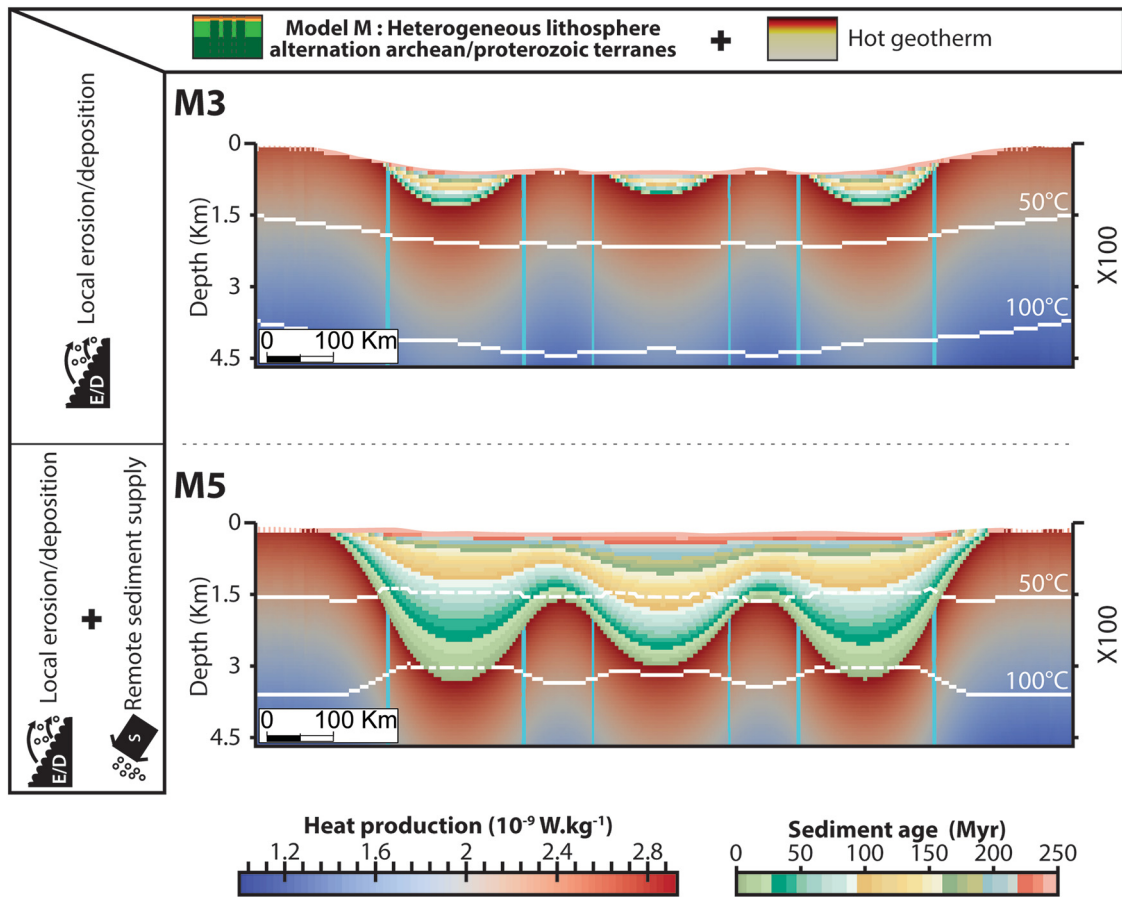 Model M : Heterogeneous lithosphere
alternation archean/proterozoic terranes
+
Hot geotherm
Local erosion/deposition
E/D
M3
0
1.5
3
4.5
Depth (Km)
50°C
100°C
0 100 Km
X100
Local erosion/deposition
+
Remote sediment supply
E/D
S
M5
0
1.5
3
4.5
Depth (Km)
50°C
100°C
0 100 Km
X100
Heat production (10⁻⁹ W.kg⁻¹)
1.2 1.6 2 2.4 2.8
Sediment age (Myr)
0 50 100 150 200 250